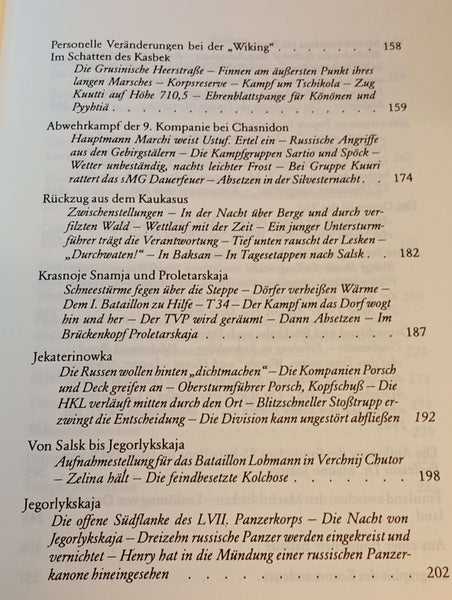 Personelle Veränderungen bei der „Wiking" . . . . . . . 158
Im Schatten des Kasbek
Die Grusinische Heerstraße – Finnen am äußersten Punkt ihres
langen Marsches – Korpsreserve – Kampf um Tschikola – Zug
Kuutti auf Höhe 710,5 – Ehrenblattspange für Könönen und
Pyyhtiä . . . . . . . . . . . . . . . . . 159
Abwehrkampf der 9. Kompanie bei Chasnidon
Hauptmann Marchi weist Ustuf. Ertel ein – Russische Angriffe
aus den Gebirgstälern – Die Kampfgruppen Sartio und Spöck –
Wetter unbeständig, nachts leichter Frost – Bei Gruppe Kuuri
rattert das sMG Dauerfeuer – Absetzen in der Silvesternacht . 174
Rückzug aus dem Kaukasus
Zwischenstellungen – In der Nacht über Berge und durch ver-
filzten Wald – Wettlauf mit der Zeit – Ein junger Untersturm-
führer trägt die Verantwortung – Tief unten rauscht der Lesken –
„Durchwaten!" – In Baksan – In Tagesetappen nach Salsk . 182
Krasnoje Snamja und Proletarskaja
Schneestürme fegen über die Steppe – Dörfer verheißen Wärme –
Dem I. Bataillon zu Hilfe – T 34 – Der Kampf um das Dorf wogt
hin und her – Der TVP wird geräumt – Dann Absetzen – Im
Brückenkopf Proletarskaja . . . . . . . . . . . 187
Jekaterinowka
Die Russen wollen hinten „dichtmachen" – Die Kompanien Porsch
und Deck greifen an – Obersturmführer Porsch, Kopfschuß – Die
HKL verläuft mitten durch den Ort – Blitzschneller Stoßtrupp er-
zwingt die Entscheidung – Die Division kann ungestört abfließen 192
Von Salsk bis Jegorlykskaja
Aufnahmestellung für das Bataillon Lohmann in Verchnij Chutor
– Zelina hält – Die feindbesetzte Kolchose . . . . . . 198
Jegorlykskaja
Die offene Südflanke des LVII. Panzerkorps – Die Nacht von
Jegorlykskaja – Dreizehn russische Panzer werden eingekreist und
vernichtet – Henry hat in die Mündung einer russischen Panzer-
kanone hineingesehen . . . . . . . . . . . . 202